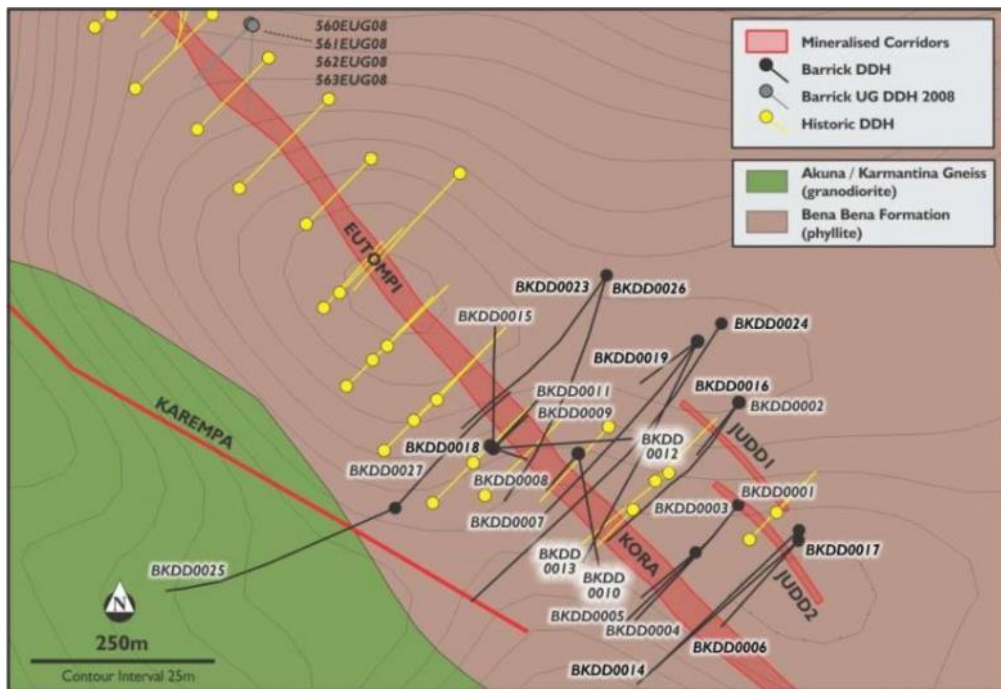 560EUG08
561EUG08
562EUG08
563EUG08
Mineralised Corridors
Barrick DDH
Barrick UG DDH 2008
Historic DDH
Akuna / Karmantina Gneiss
(granodiorite)
Bena Bena Formation
(phyllite)
EUTOMPI
BKDD0023
BKDD0026
BKDD0015
BKDD0024
BKDD0019
BKDD0016
BKDD0002
BKDD0011
BKDD0009
KAREMPA
JUDD1
BKDD0018
BKDD
0012
BKDD0027
BKDD0008
BKDD0001
BKDD0003
BKDD0007
KORA
BKDD
0013
BKDD
0010
BKDD0017
JUDD2
BKDD0025
BKDD0005
BKDD0004
BKDD0006
BKDD0014
N
250m
Contour Interval 25m